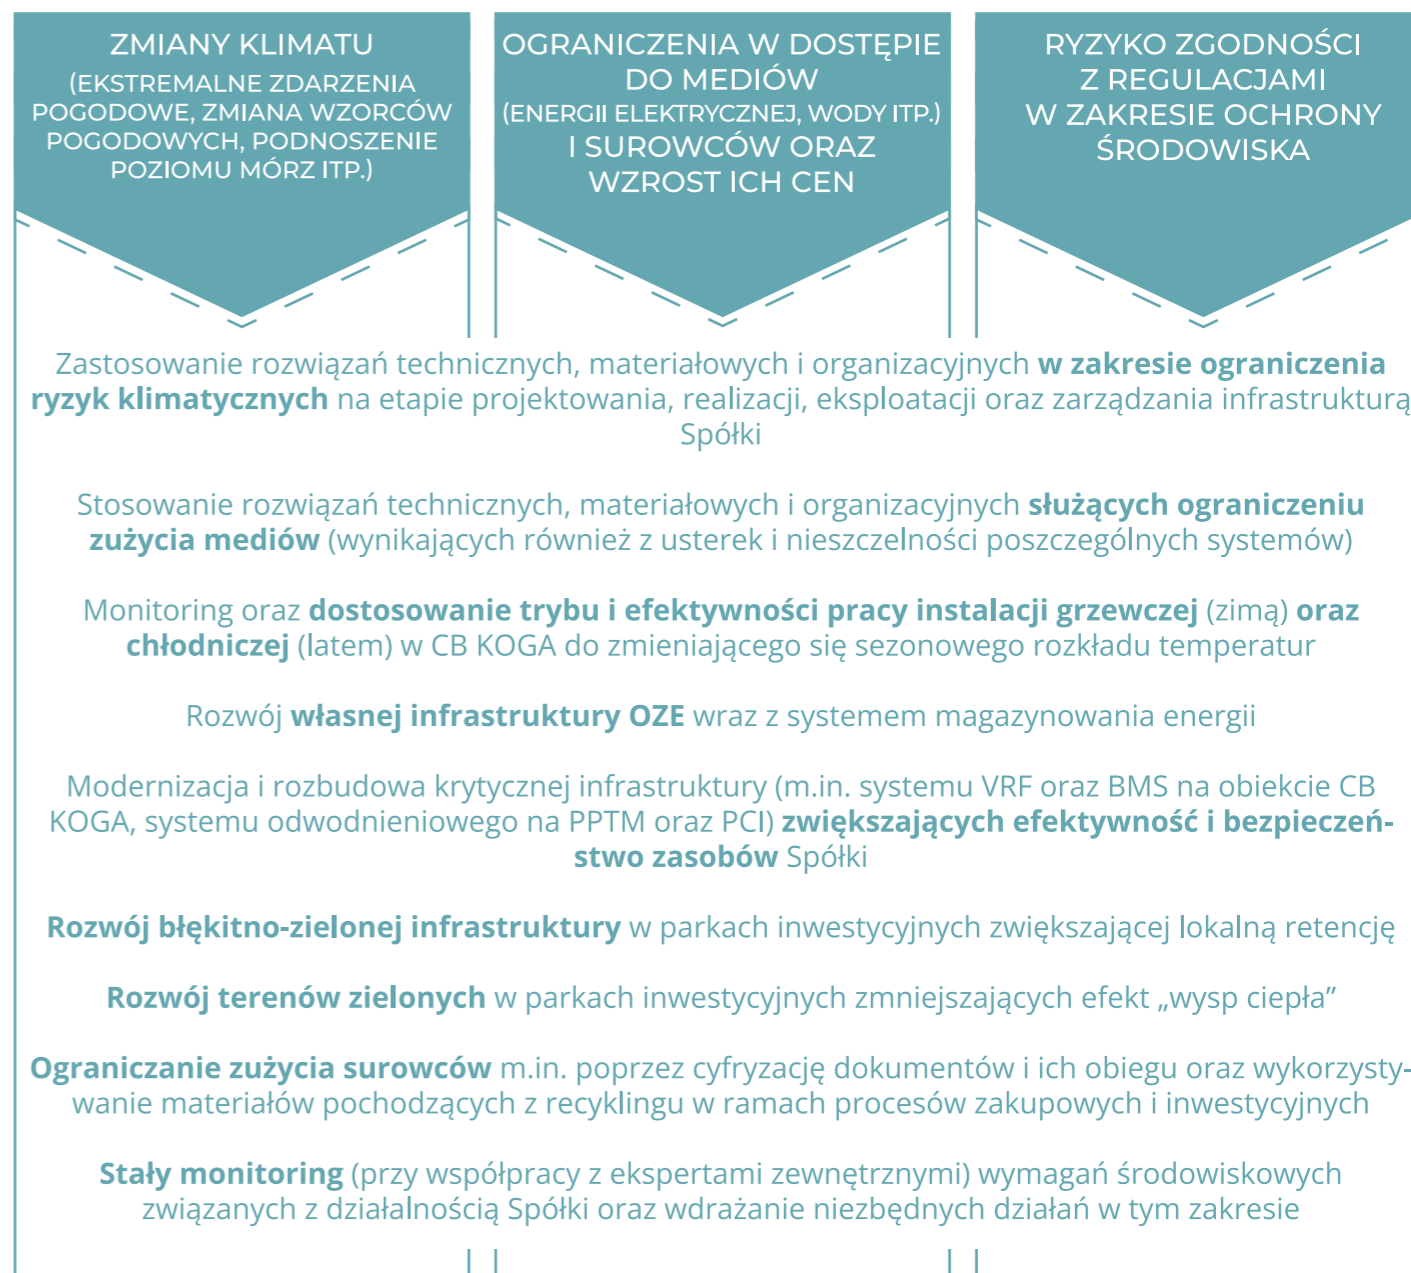 ZMIANY KLIMATU
(EKSTREMALNE ZDARZENIA
POGODOWE, ZMIANA WZORCÓW
POGODOWYCH, PODNOSZENIE
POZIOMU MÓRZ ITP.)
OGRANICZENIA W DOSTĘPIE
DO MEDIÓW
(ENERGII ELEKTRYCZNEJ, WODY ITP.)
I SUROWCÓW ORAZ
WZROST ICH CEN
RYZYKO ZGODNOŚCI
Z REGULACJAMI
W ZAKRESIE OCHRONY
ŚRODOWISKA
Zastosowanie rozwiązań technicznych, materiałowych i organizacyjnych w zakresie ograniczenia
ryzyk klimatycznych na etapie projektowania, realizacji, eksploatacji oraz zarządzania infrastrukturą
Spółki
Stosowanie rozwiązań technicznych, materiałowych i organizacyjnych służących ograniczeniu
zużycia mediów (wynikających również z usterek i nieszczelności poszczególnych systemów)
Monitoring oraz dostosowanie trybu i efektywności pracy instalacji grzewczej (zimą) oraz
chłodniczej (latem) w CB KOGA do zmieniającego się sezonowego rozkładu temperatur
Rozwój własnej infrastruktury OZE wraz z systemem magazynowania energii
Modernizacja i rozbudowa krytycznej infrastruktury (m.in. systemu VRF oraz BMS na obiekcie CB
KOGA, systemu odwodnieniowego na PPTM oraz PCI) zwiększających efektywność i bezpieczeń-
stwo zasobów Spółki
Rozwój błękitno-zielonej infrastruktury w parkach inwestycyjnych zwiększającej lokalną retencję
Rozwój terenów zielonych w parkach inwestycyjnych zmniejszających efekt „wysp ciepła”
Ograniczanie zużycia surowców m.in. poprzez cyfryzację dokumentów i ich obiegu oraz wykorzysty-
wanie materiałów pochodzących z recyklingu w ramach procesów zakupowych i inwestycyjnych
Stały monitoring (przy współpracy z ekspertami zewnętrznymi) wymagań środowiskowych
związanych z działalnością Spółki oraz wdrażanie niezbędnych działań w tym zakresie